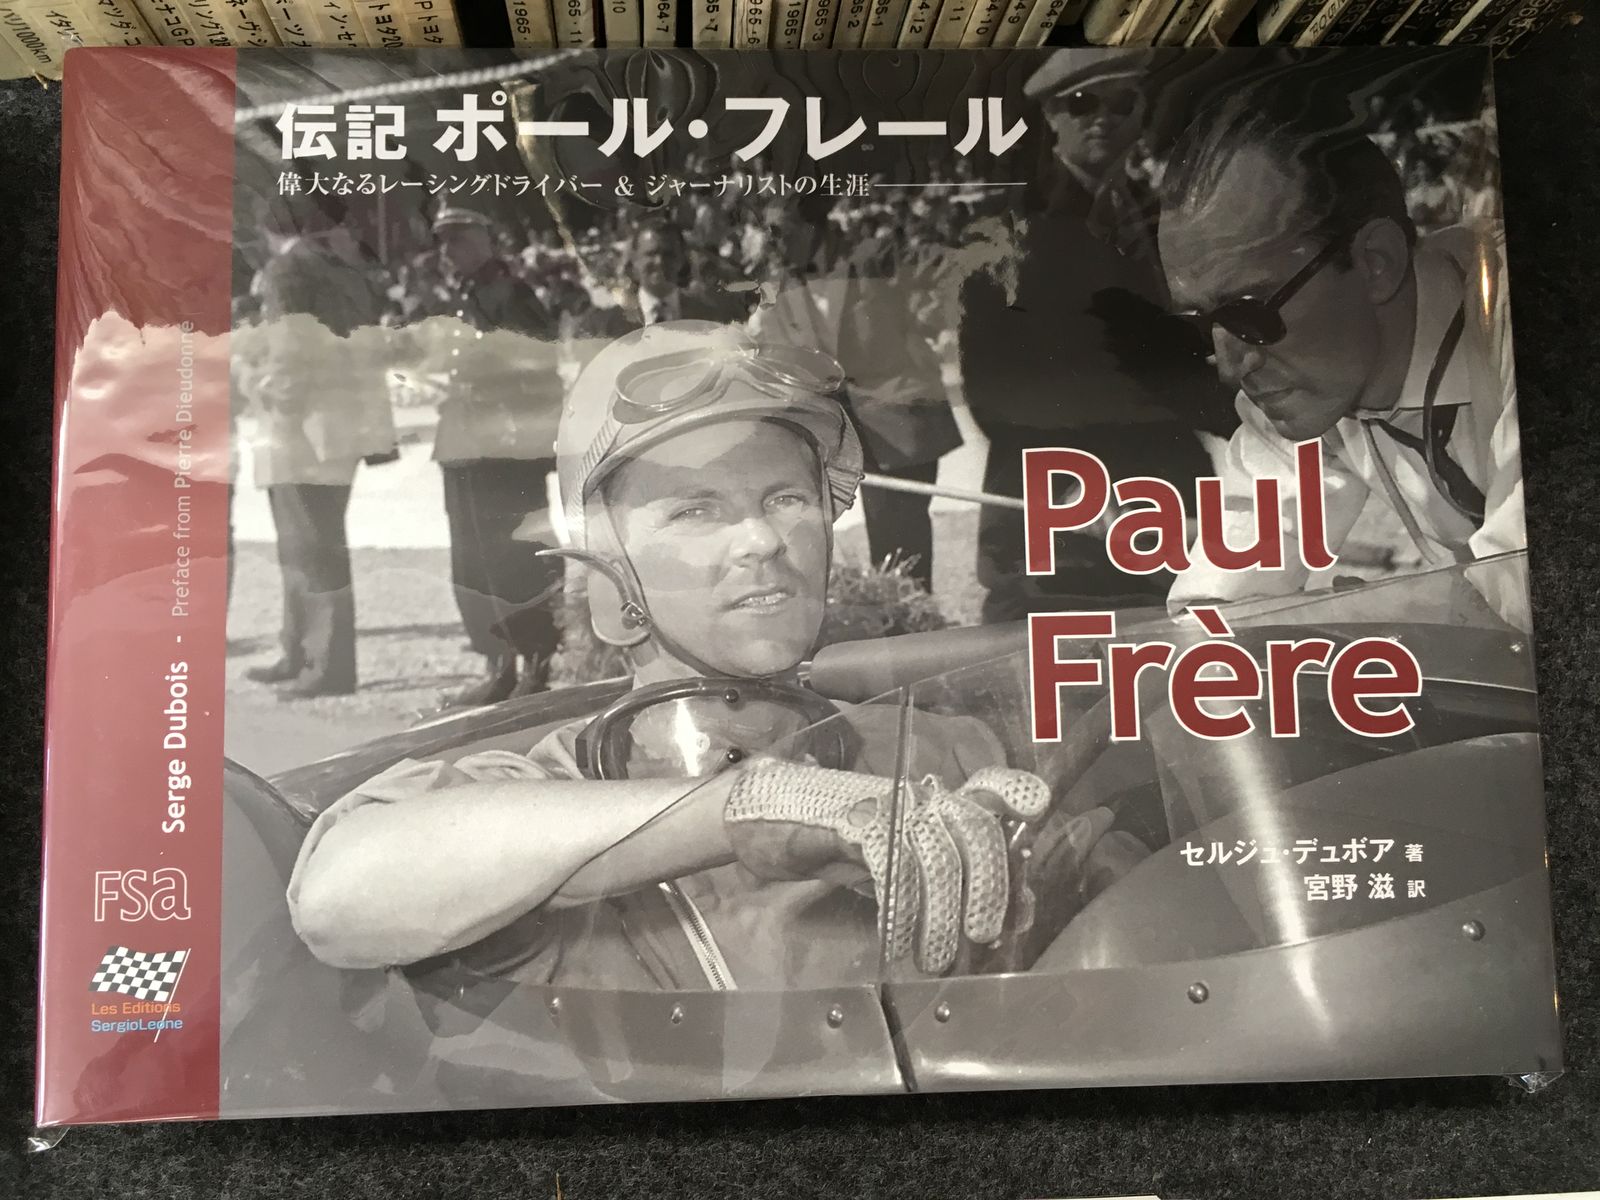 1965-3
伝記 ポール・フレール
偉大なるレーシングドライバー & ジャーナリストの生涯
Paul
Frère
セルジュ・デュボア 著
宮野 滋 訳
Serge Dubois - Preface from Pierre Dieudonné
FSa
Les Editions
SergioLeone